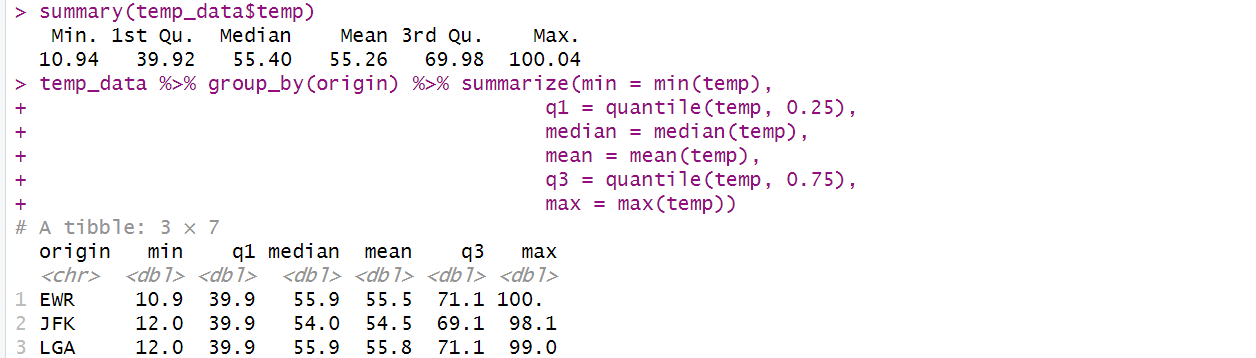 > summary(temp_data$temp)
   Min. 1st Qu.  Median    Mean 3rd Qu.    Max.
  10.94   39.92   55.40   55.26   69.98  100.04
> temp_data %>% group_by(origin) %>% summarize(min = min(temp),
+                                            q1 = quantile(temp, 0.25),
+                                            median = median(temp),
+                                            mean = mean(temp),
+                                            q3 = quantile(temp, 0.75),
+                                            max = max(temp))
# A tibble: 3 × 7
  origin   min    q1 median  mean    q3   max
  <chr>  <dbl> <dbl>  <dbl> <dbl> <dbl> <dbl>
1 EWR     10.9  39.9   55.9  55.5  71.1 100.
2 JFK     12.0  39.9   54.0  54.5  69.1  98.1
3 LGA     12.0  39.9   55.9  55.8  71.1  99.0